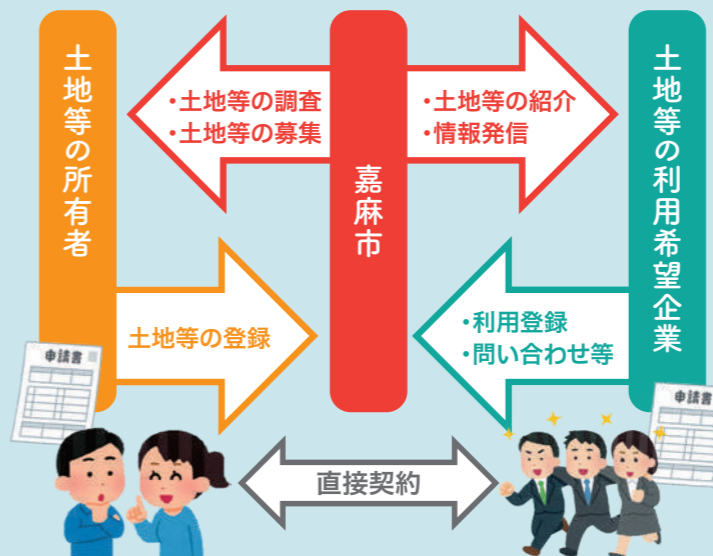 土地等の所有者
・土地等の調査
・土地等の募集
嘉麻市
・土地等の紹介
・情報発信
土地等の利用希望企業
土地等の登録
・利用登録
・問い合わせ等
申請書
申請書
直接契約